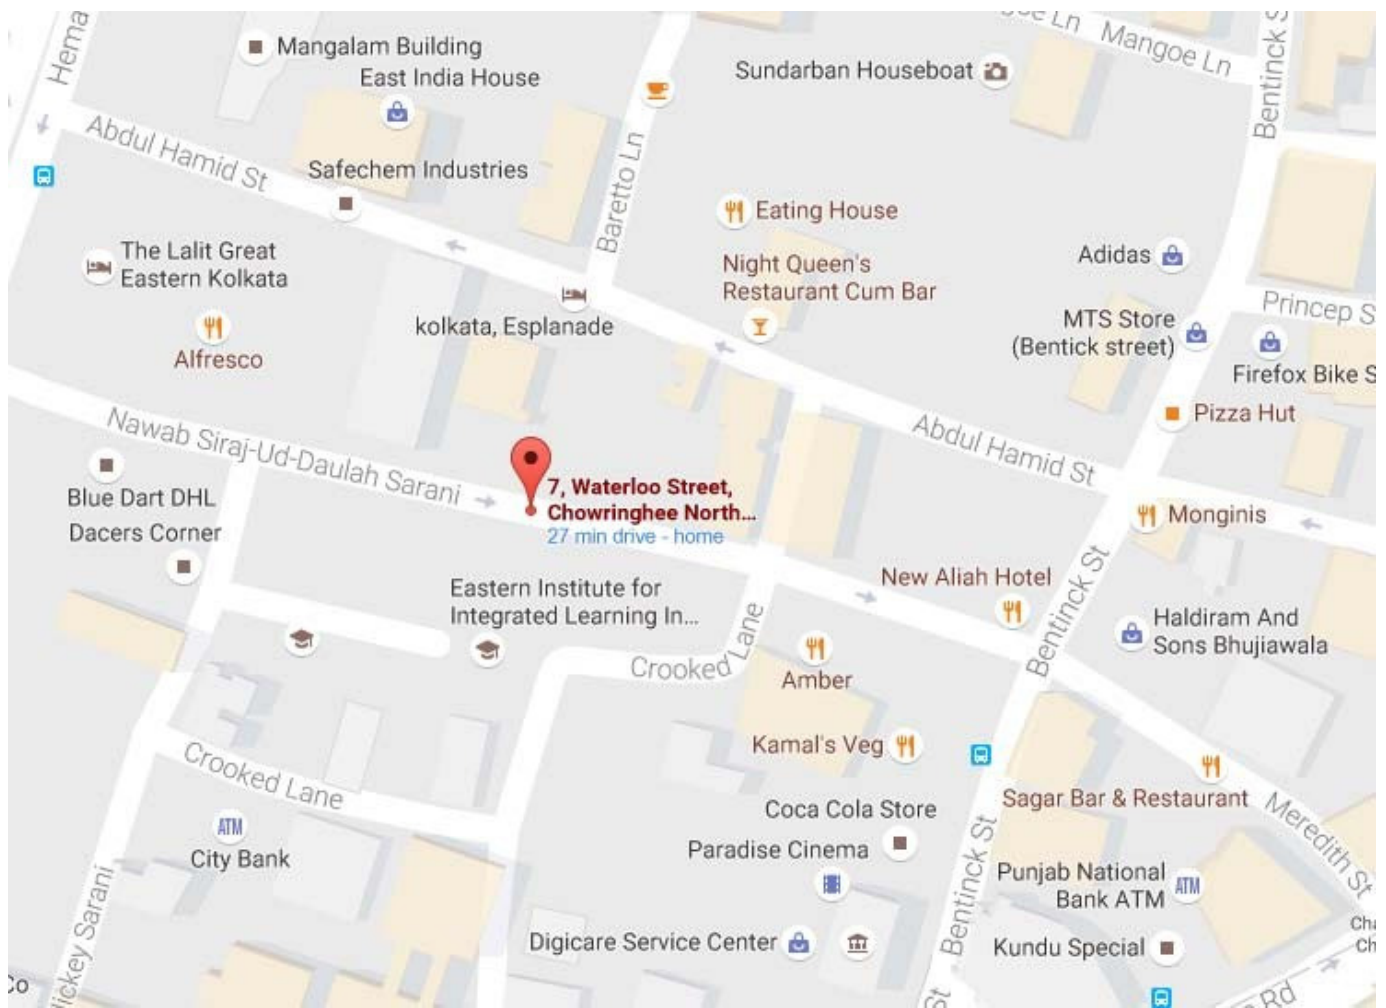 Hema
Mangalam Building
East India House
Abdul Hamid St
Safechem Industries
Baretto Ln
Sundarban Houseboat
goe Ln
Mangoe Ln
Bentinck S
The Lalit Great
Eastern Kolkata
Alfresco
kolkata, Esplanade
Eating House
Night Queen's
Restaurant Cum Bar
Adidas
MTS Store
(Bentick street)
Princep S
Firefox Bike S
Pizza Hut
Abdul Hamid St
Monginis
Nawab Siraj-Ud-Daulah Sarani
Blue Dart DHL
Dacers Corner
7, Waterloo Street,
Chowringhee North...
27 min drive - home
Eastern Institute for
Integrated Learning In...
New Aliah Hotel
Bentinck St
Haldiram And
Sons Bhujiawala
Crooked Lane
Amber
Kamal's Veg
Crooked Lane
ATM
City Bank
Coca Cola Store
Paradise Cinema
Digicare Service Center
Sagar Bar & Restaurant
Meredith St
Bentinck St
Punjab National
Bank ATM
ATM
Kundu Special
Cha
Ch
Hickey Sarani
Co
St
Rd